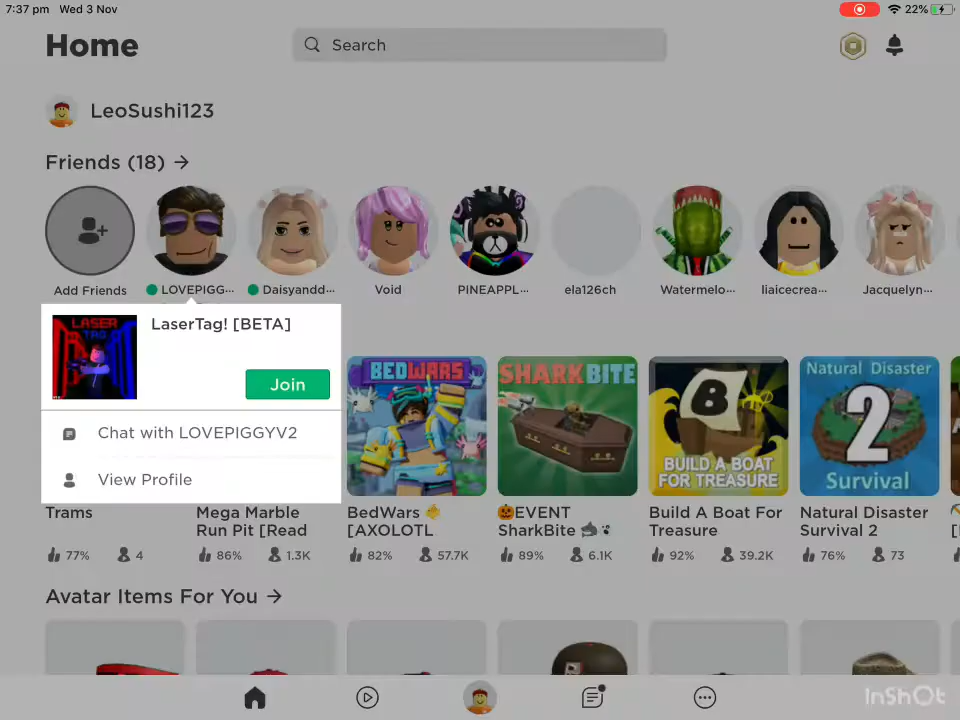 7:37 pm Wed 3 Nov
22%
Home
Search
LeoSushi123
Friends (18) →
Add Friends
LOVEPIGG...
Daisyandd...
Void
PINEAPPL...
ela126ch
Watermelo...
liaicecrea...
Jacquelyn...
LASER
TAG
LaserTag! [BETA]
Join
Chat with LOVEPIGGYV2
View Profile
BEDWARS
SHARKBITE
B
BUILD A BOAT
FOR TREASURE
Natural Disaster
2
Survival
Trams
77% 4
Mega Marble
Run Pit [Read
86% 1.3K
BedWars
[AXOLOTL
82% 57.7K
🎃EVENT
SharkBite 🦈
89% 6.1K
Build A Boat For
Treasure
92% 39.2K
Natural Disaster
Survival 2
76% 73
Avatar Items For You →
InShOt